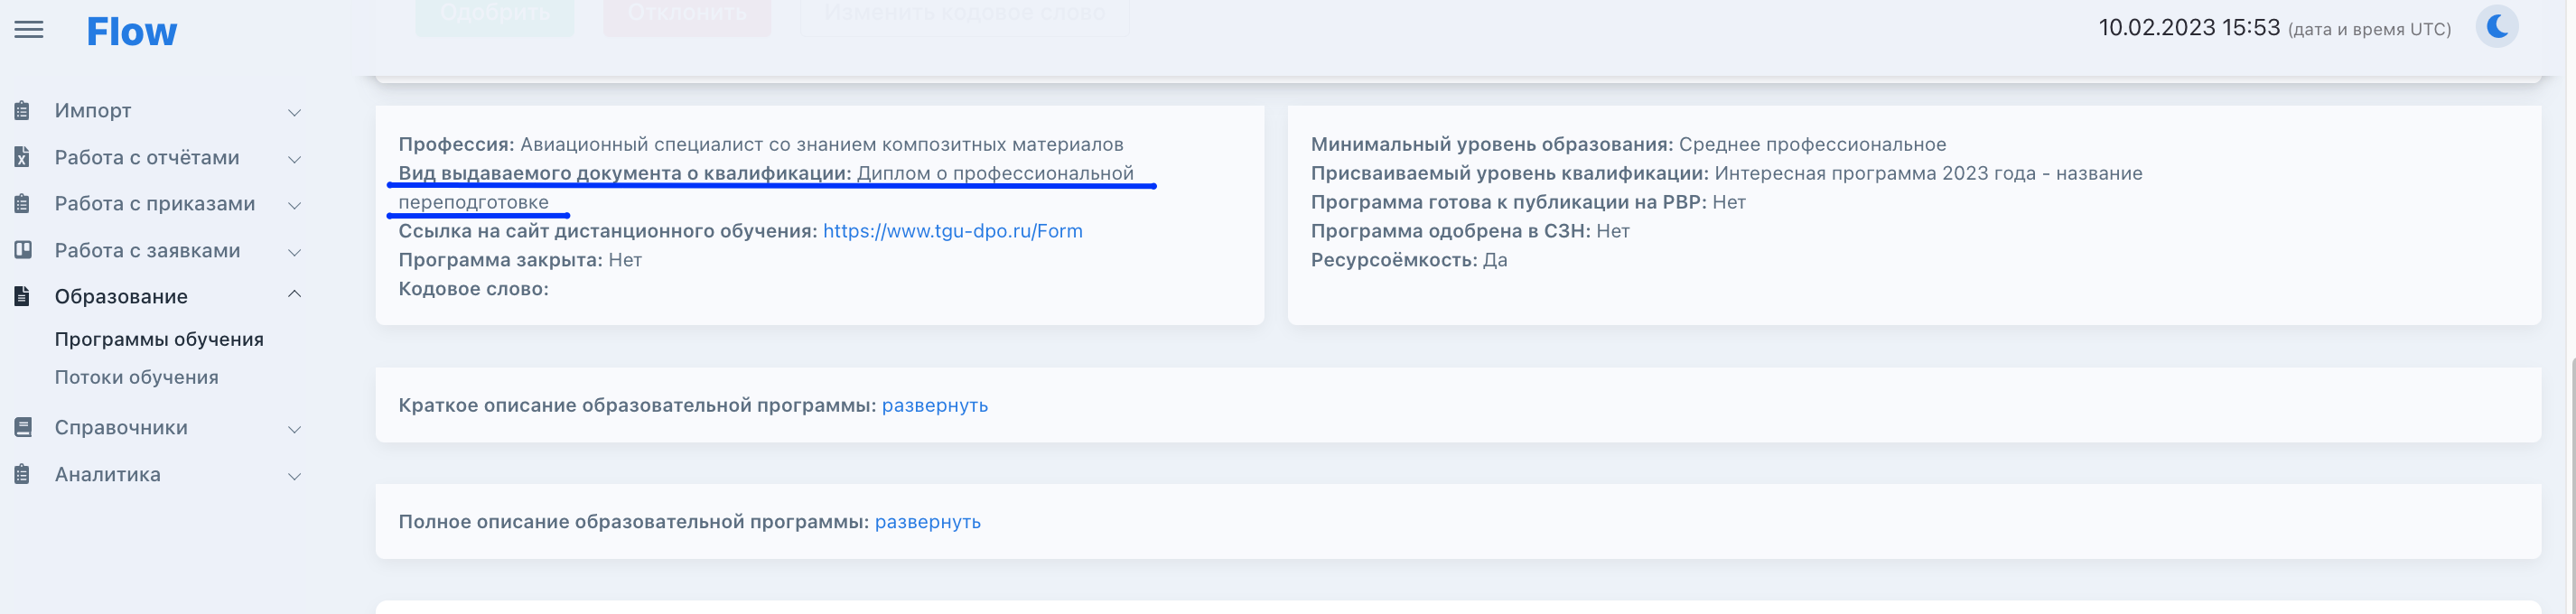 Одобрить
Отклонить
Изменить кодовое слово
Flow
10.02.2023 15:53 (дата и время UTC)
Импорт
Работа с отчётами
Работа с приказами
Работа с заявками
Образование
Программы обучения
Потоки обучения
Справочники
Аналитика
Профессия: Авиационный специалист со знанием композитных материалов
Вид выдаваемого документа о квалификации: Диплом о профессиональной
переподготовке
Ссылка на сайт дистанционного обучения: https://www.tgu-dpo.ru/Form
Программа закрыта: Нет
Кодовое слово:
Минимальный уровень образования: Среднее профессиональное
Присваиваемый уровень квалификации: Интересная программа 2023 года - название
Программа готова к публикации на РВР: Нет
Программа одобрена в СЗН: Нет
Ресурсоёмкость: Да
Краткое описание образовательной программы: развернуть
Полное описание образовательной программы: развернуть